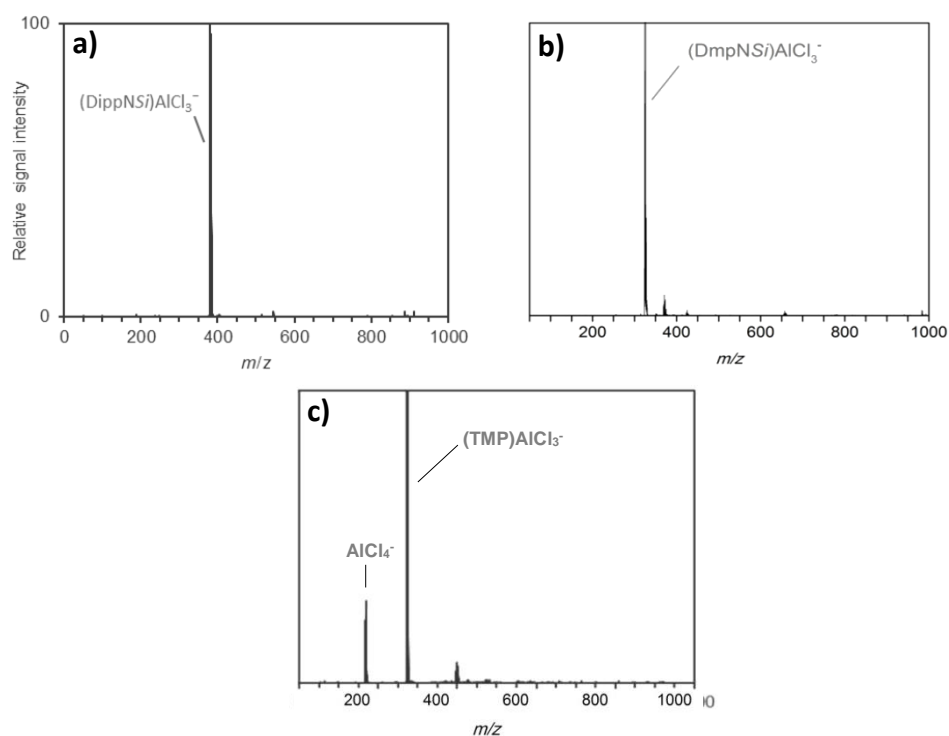 100
a)
(DippNSi)AlCl₃⁻
Relative signal intensity
0
0 200 400 600 800 1000
m/z
b)
(DmpNSi)AlCl₃⁻
200 400 600 800 1000
m/z
c)
(TMP)AlCl₃⁻
AlCl₄⁻
200 400 600 800 1000 00
m/z